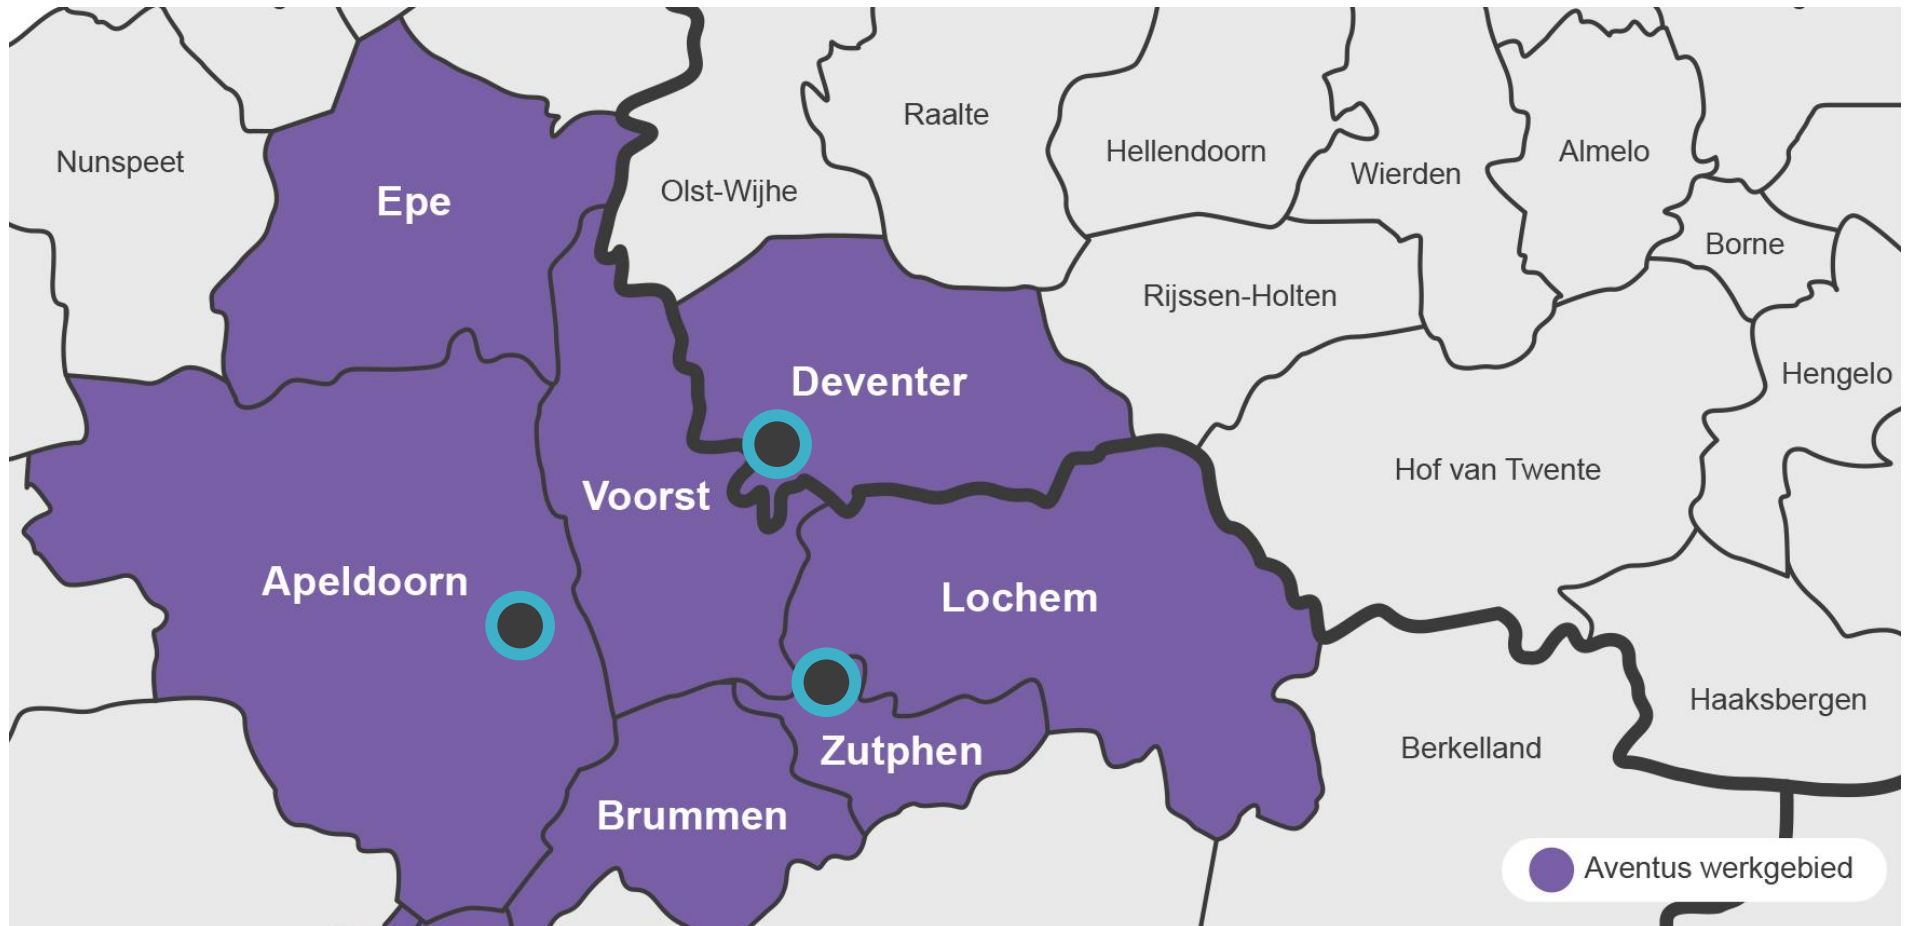 Raalte
Hellendoorn
Almelo
Nunspeet
Wierden
Olst-Wijhe
Epe
Borne
Rijssen-Holten
Hengelo
Deventer
Hof van Twente
Voorst
Apeldoorn
Lochem
Haaksbergen
Berkelland
Zutphen
Brummen
Aventus werkgebied